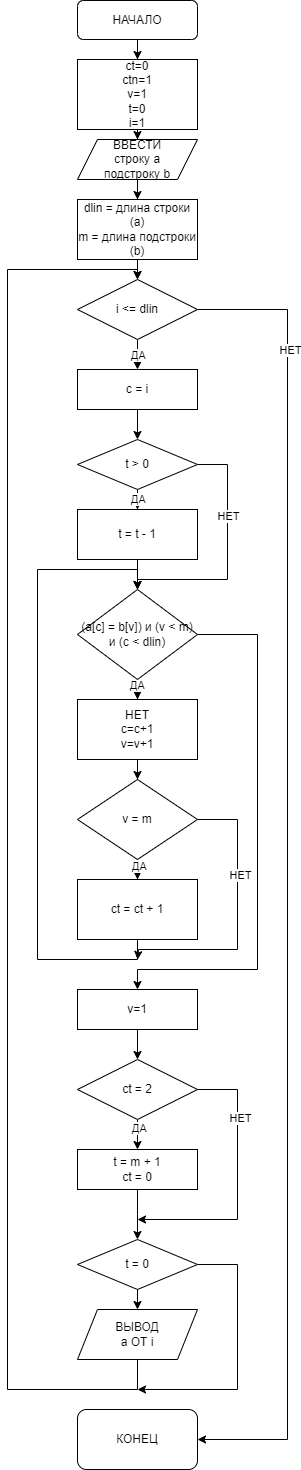 НАЧАЛО
ct=0
ctn=1
v=1
t=0
i=1
ВВЕСТИ
строку a
подстроку b
dlin = длина строки
(a)
m = длина подстроки
(b)
i <= dlin
НЕТ
ДА
c = i
t > 0
ДА
НЕТ
t = t - 1
(a[c] = b[v]) и (v < m)
и (c < dlin)
ДА
НЕТ
c=c+1
v=v+1
v = m
ДА
НЕТ
ct = ct + 1
v=1
ct = 2
НЕТ
ДА
t = m + 1
ct = 0
t = 0
ВЫВОД
a ОТ i
КОНЕЦ